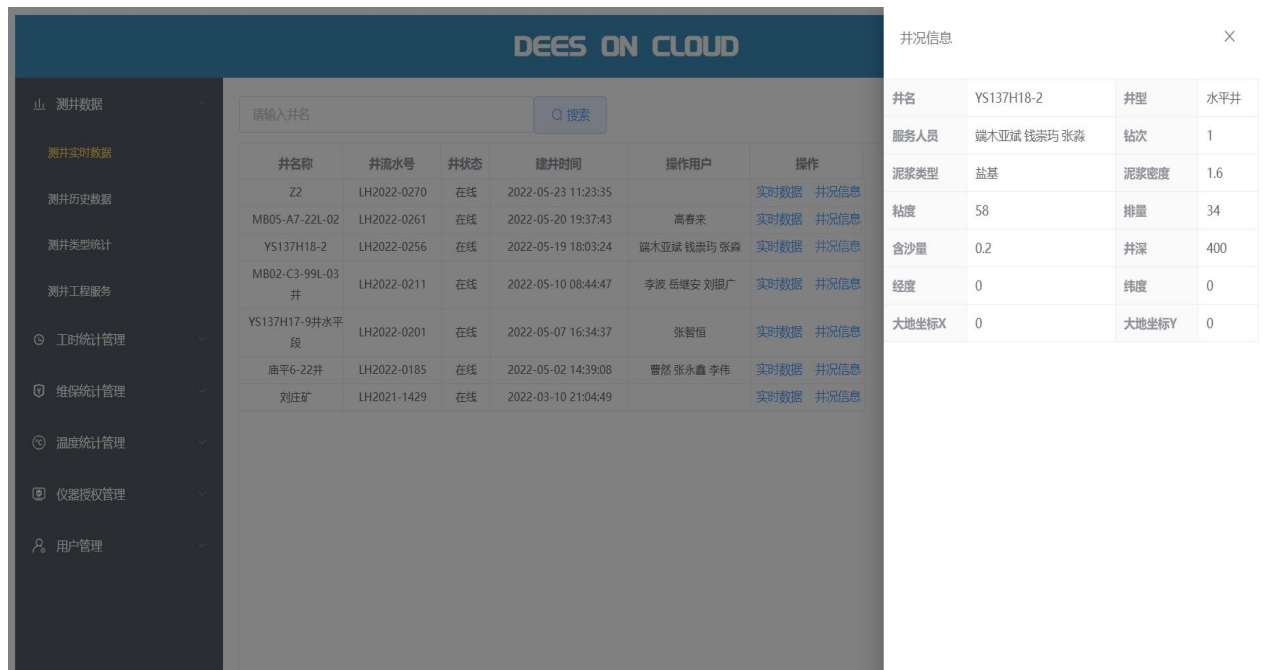 DEES ON CLOUD
测井数据
测井实时数据
测井历史数据
测井类型统计
测井工程服务
工时统计管理
维保统计管理
温度统计管理
仪器授权管理
用户管理
请输入井名 搜索
井名称 井流水号 井状态 建井时间 操作用户 操作
Z2 LH2022-0270 在线 2022-05-23 11:23:35 实时数据 井况信息
MB05-A7-22L-02 LH2022-0261 在线 2022-05-20 19:37:43 高春来 实时数据 井况信息
YS137H18-2 LH2022-0256 在线 2022-05-19 18:03:24 端木亚斌 钱崇玙 张淼 实时数据 井况信息
MB02-C3-99L-03
井 LH2022-0211 在线 2022-05-10 08:44:47 李波 岳继安 刘银广 实时数据 井况信息
YS137H17-9井水平
段 LH2022-0201 在线 2022-05-07 16:34:37 张智恒 实时数据 井况信息
庙平6-22井 LH2022-0185 在线 2022-05-02 14:39:08 曹然 张永鑫 李伟 实时数据 井况信息
刘庄矿 LH2021-1429 在线 2022-03-10 21:04:49 实时数据 井况信息
井况信息
井名 YS137H18-2 井型 水平井
服务人员 端木亚斌 钱崇玙 张淼 钻次 1
泥浆类型 盐基 泥浆密度 1.6
粘度 58 排量 34
含沙量 0.2 井深 400
经度 0 纬度 0
大地坐标X 0 大地坐标Y 0